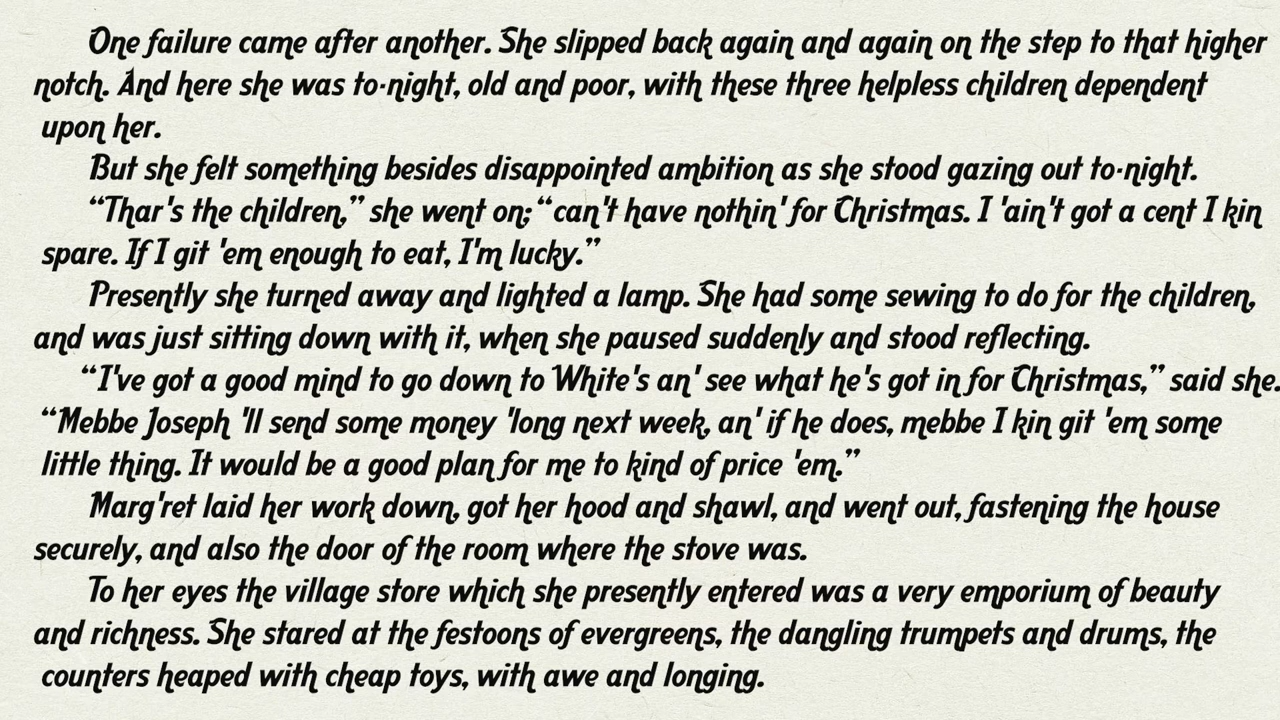 One failure came after another. She slipped back again and again on the step to that higher
notch. And here she was to-night, old and poor, with these three helpless children dependent
upon her.
But she felt something besides disappointed ambition as she stood gazing out to-night.
“Thar's the children,” she went on; “can't have nothin' for Christmas. I 'ain't got a cent I kin
spare. If I git 'em enough to eat, I'm lucky.”
Presently she turned away and lighted a lamp. She had some sewing to do for the children,
and was just sitting down with it, when she paused suddenly and stood reflecting.
“I've got a good mind to go down to White's an' see what he's got in for Christmas,” said she.
“Mebbe Joseph 'll send some money 'long next week, an' if he does, mebbe I kin git 'em some
little thing. It would be a good plan for me to kind of price 'em.”
Marg'ret laid her work down, got her hood and shawl, and went out, fastening the house
securely, and also the door of the room where the stove was.
To her eyes the village store which she presently entered was a very emporium of beauty
and richness. She stared at the festoons of evergreens, the dangling trumpets and drums, the
counters heaped with cheap toys, with awe and longing.